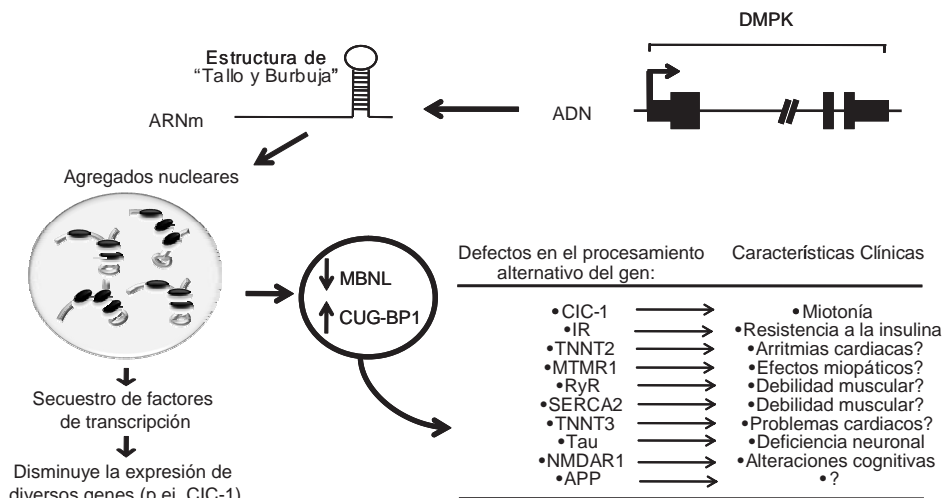 DMPK
Estructura de
“Tallo y Burbuja”
ARNm
ADN
Agregados nucleares
MBNL
CUG-BP1
Secuestro de factores
de transcripción
Disminuye la expresión de
diversos genes (p.ej. CIC-1)
Defectos en el procesamiento
alternativo del gen:
Características Clínicas
•CIC-1 •Miotonía
•IR •Resistencia a la insulina
•TNNT2 •Arritmias cardiacas?
•MTMR1 •Efectos miopáticos?
•RyR •Debilidad muscular?
•SERCA2 •Debilidad muscular?
•TNNT3 •Problemas cardiacos?
•Tau •Deficiencia neuronal
•NMDAR1 •Alteraciones cognitivas
•APP •?